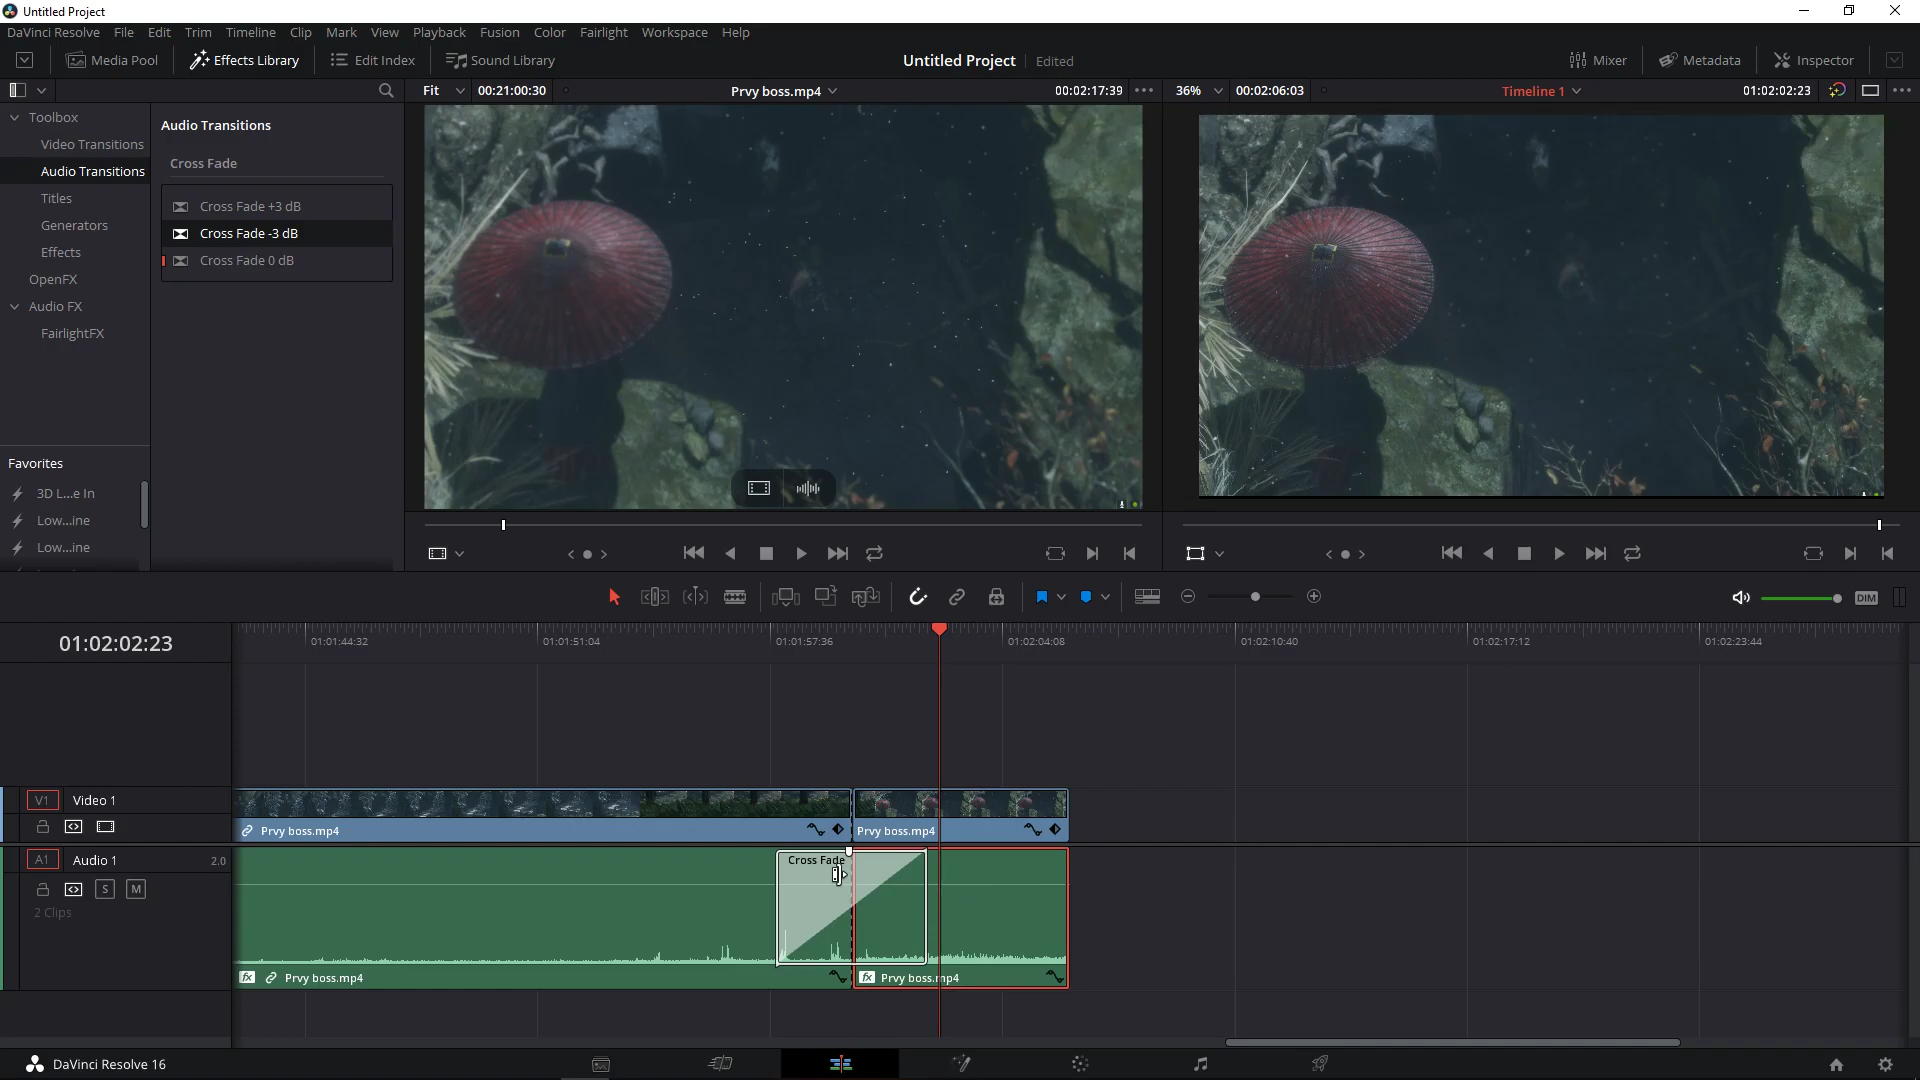 Untitled Project
DaVinci Resolve File Edit Trim Timeline Clip Mark View Playback Fusion Color Fairlight Workspace Help
Media Pool Effects Library Edit Index Sound Library Untitled Project Edited Mixer Metadata Inspector
Fit 00:21:00:30 Prvy boss.mp4 00:02:17:39 36% 00:02:06:03 Timeline 1 01:02:02:23
Toolbox
Video Transitions
Audio Transitions
Titles
Generators
Effects
OpenFX
Audio FX
FairlightFX
Audio Transitions
Cross Fade
Cross Fade +3 dB
Cross Fade -3 dB
Cross Fade 0 dB
Favorites
3D L...e In
Low...ine
Low...ine
DIM
01:02:02:23
01:01:44:32 01:01:51:04 01:01:57:36 01:02:04:08 01:02:10:40 01:02:17:12 01:02:23:44
V1 Video 1
Prvy boss.mp4 Prvy boss.mp4
A1 Audio 1 2.0
S M
2 Clips
Cross Fade
fx Prvy boss.mp4 fx Prvy boss.mp4
DaVinci Resolve 16